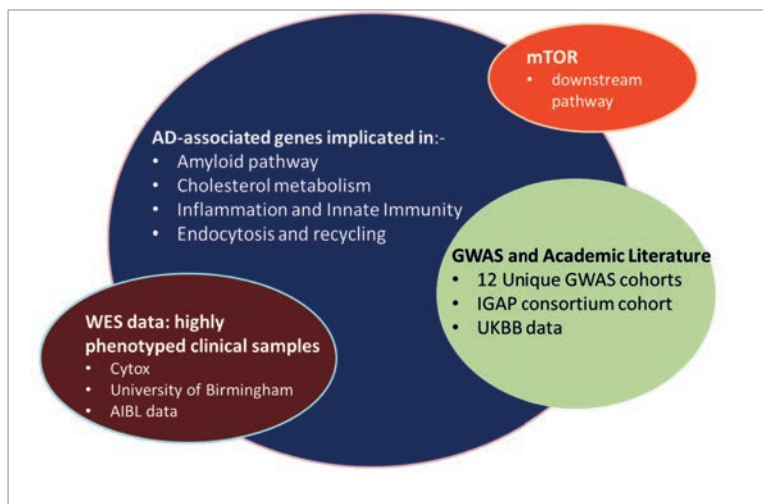 mTOR
• downstream
pathway
AD-associated genes implicated in:-
• Amyloid pathway
• Cholesterol metabolism
• Inflammation and Innate Immunity
• Endocytosis and recycling
GWAS and Academic Literature
• 12 Unique GWAS cohorts
• IGAP consortium cohort
• UKBB data
WES data: highly
phenotyped clinical samples
• Cytox
• University of Birmingham
• AIBL data